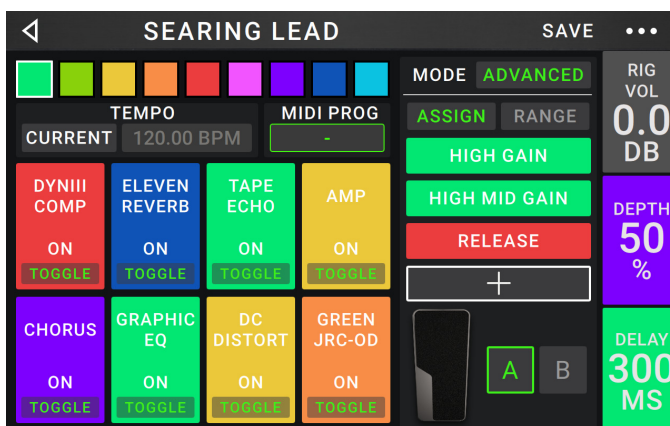 SEARING LEAD
SAVE
TEMPO
CURRENT 120.00 BPM
MIDI PROG
-
DYNIII
COMP
ON
TOGGLE
ELEVEN
REVERB
ON
TOGGLE
TAPE
ECHO
ON
TOGGLE
AMP
ON
TOGGLE
CHORUS
ON
TOGGLE
GRAPHIC
EQ
ON
TOGGLE
DC
DISTORT
ON
TOGGLE
GREEN
JRC-OD
ON
TOGGLE
MODE ADVANCED
ASSIGN RANGE
HIGH GAIN
HIGH MID GAIN
RELEASE
A B
RIG
VOL
0.0
DB
DEPTH
50
%
DELAY
300
MS